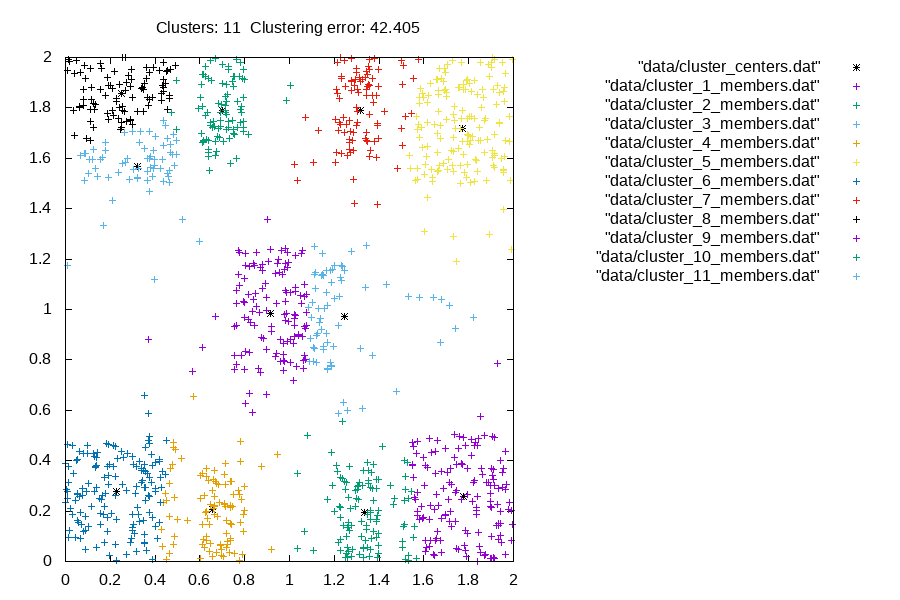 Clusters: 11  Clustering error: 42.405
"data/cluster_centers.dat"
"data/cluster_1_members.dat"
"data/cluster_2_members.dat"
"data/cluster_3_members.dat"
"data/cluster_4_members.dat"
"data/cluster_5_members.dat"
"data/cluster_6_members.dat"
"data/cluster_7_members.dat"
"data/cluster_8_members.dat"
"data/cluster_9_members.dat"
"data/cluster_10_members.dat"
"data/cluster_11_members.dat"
2
1.8
1.6
1.4
1.2
1
0.8
0.6
0.4
0.2
0
0 0.2 0.4 0.6 0.8 1 1.2 1.4 1.6 1.8 2